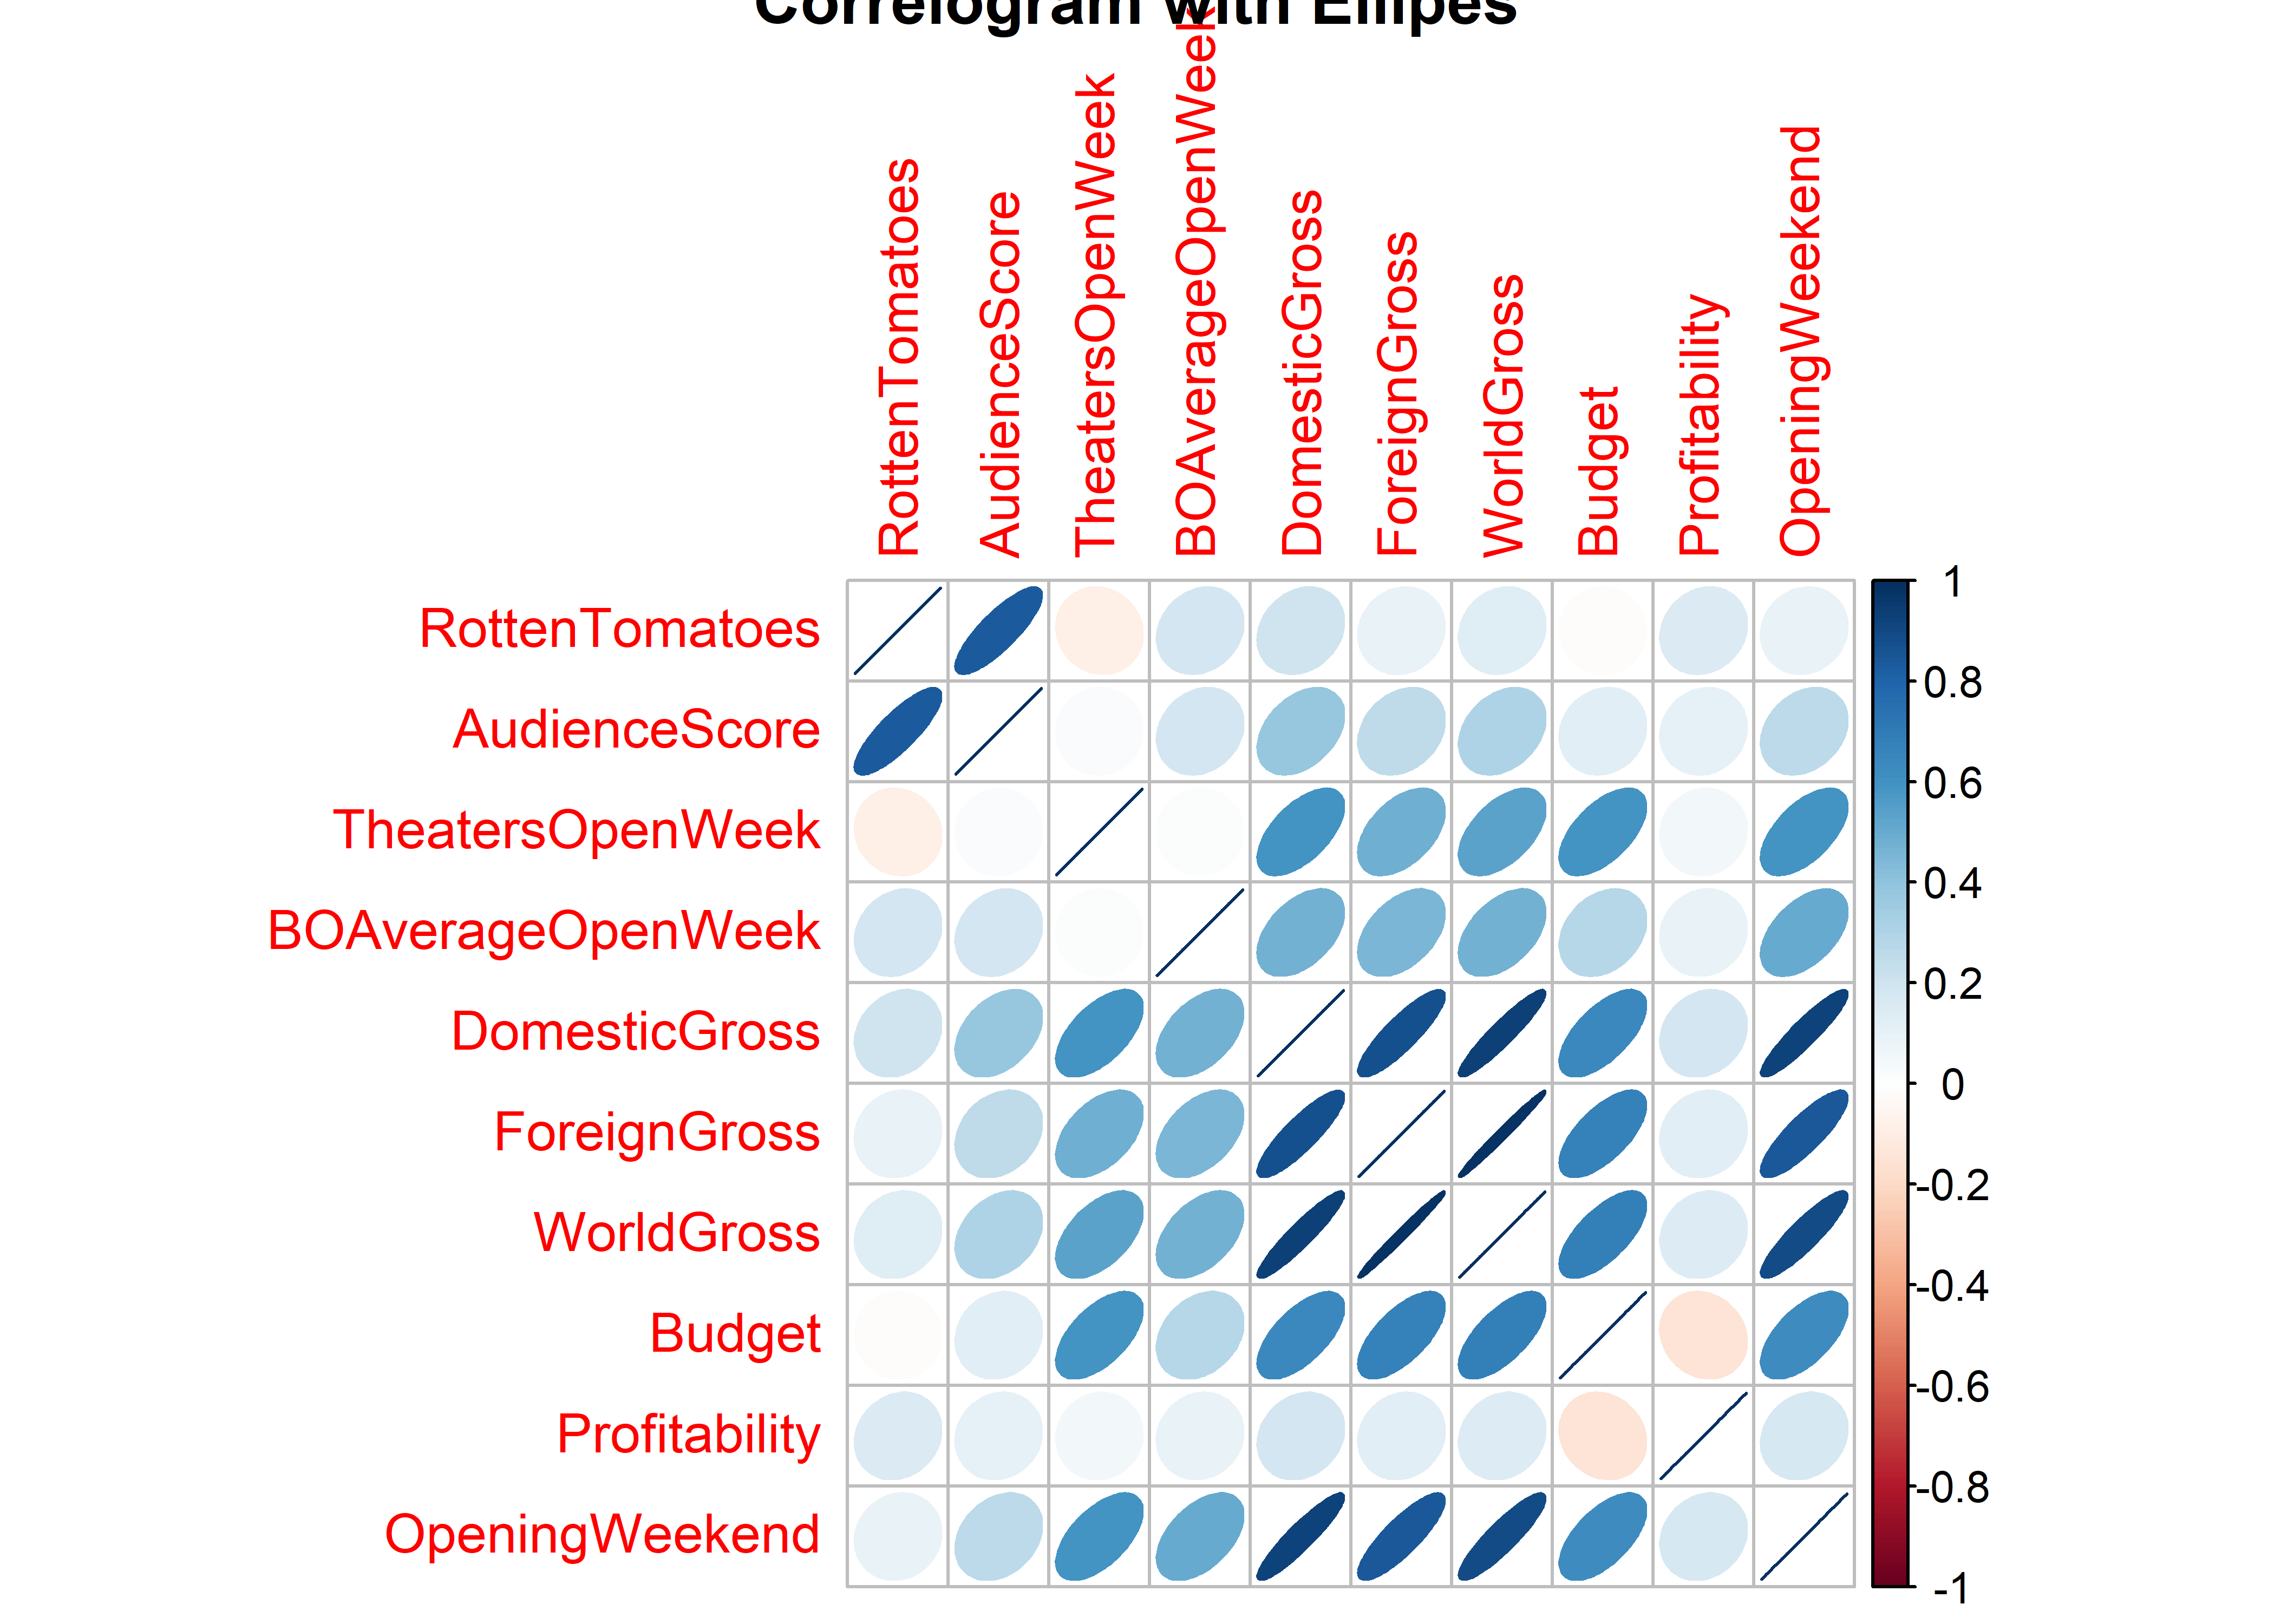 Correlogram with Ellipes
RottenTomatoes
AudienceScore
TheatersOpenWeek
BOAverageOpenWeek
DomesticGross
ForeignGross
WorldGross
Budget
Profitability
OpeningWeekend
RottenTomatoes
AudienceScore
TheatersOpenWeek
BOAverageOpenWeek
DomesticGross
ForeignGross
WorldGross
Budget
Profitability
OpeningWeekend
1
0.8
0.6
0.4
0.2
0
-0.2
-0.4
-0.6
-0.8
-1